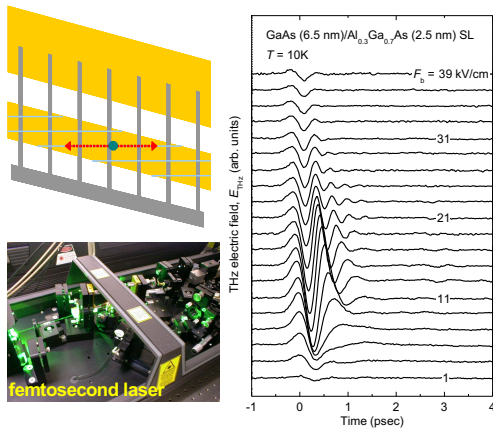 GaAs (6.5 nm)/Al0.3Ga0.7As (2.5 nm) SL
T = 10K
Fb = 39 kV/cm
31
21
11
1
THz electric field, ETHz (arb. units)
-1 0 1 2 3 4
Time (psec)
femtosecond laser